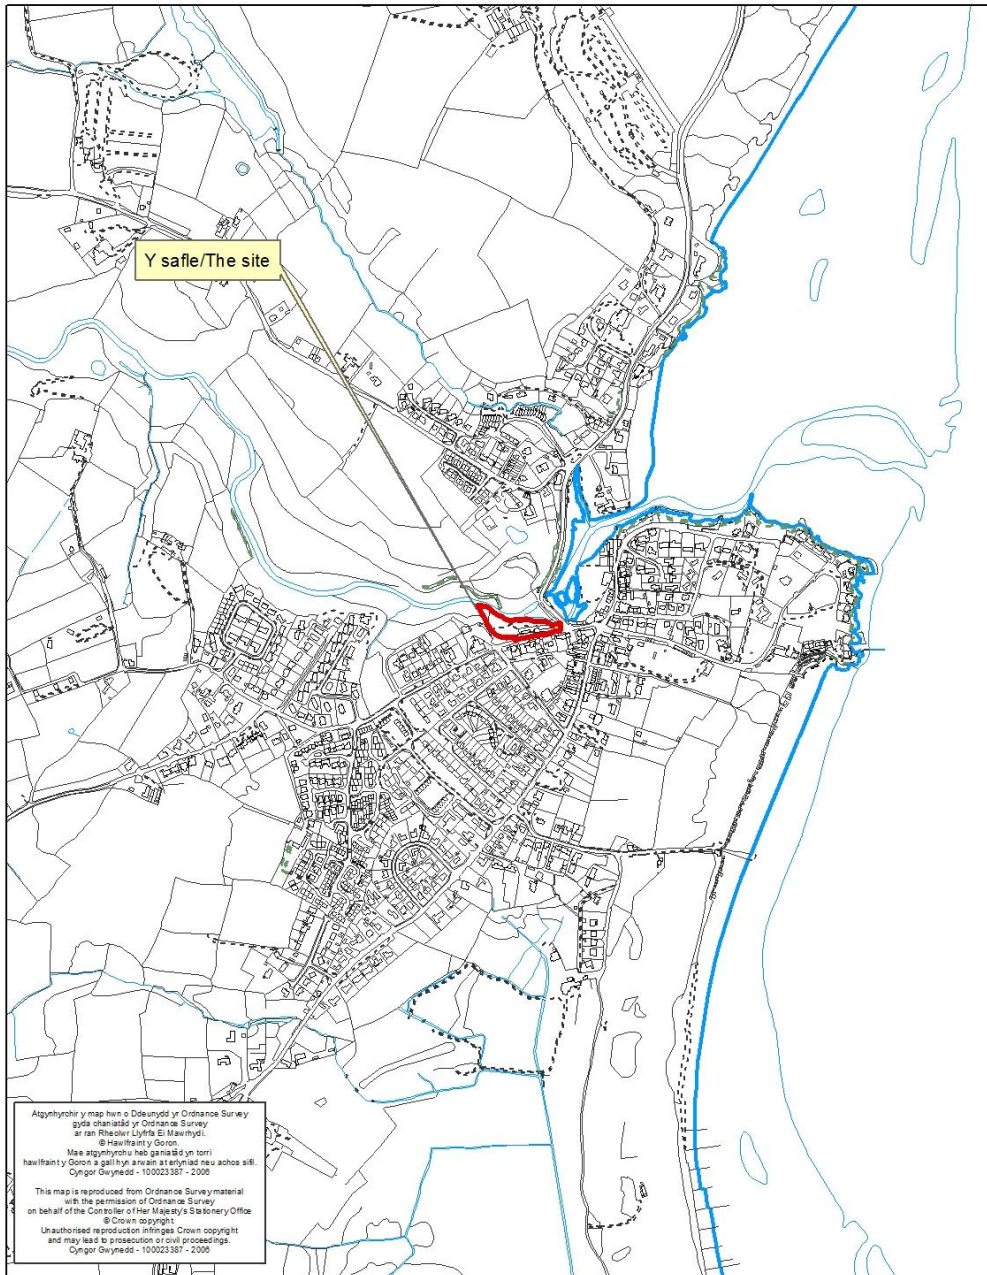 Y safle/The site
Atgynhyrchir y map hwn o Ddeunydd yr Ordnance Survey
gyda chaniatâd yr Ordnance Survey
ar ran Rheolwr Llyfrfa Ei Mawrhydi.
© Hawlfraint y Goron.
Mae atgynhyrchu heb ganiatâd yn torri
hawlfraint y Goron a gall hyn arwain at erlyniad neu achos sifil.
Cyngor Gwynedd - 100023387 - 2006
This map is reproduced from Ordnance Survey material
with the permission of Ordnance Survey
on behalf of the Controller of Her Majesty's Stationery Office
© Crown copyright.
Unauthorised reproduction infringes Crown copyright
and may lead to prosecution or civil proceedings.
Cyngor Gwynedd - 100023387 - 2006